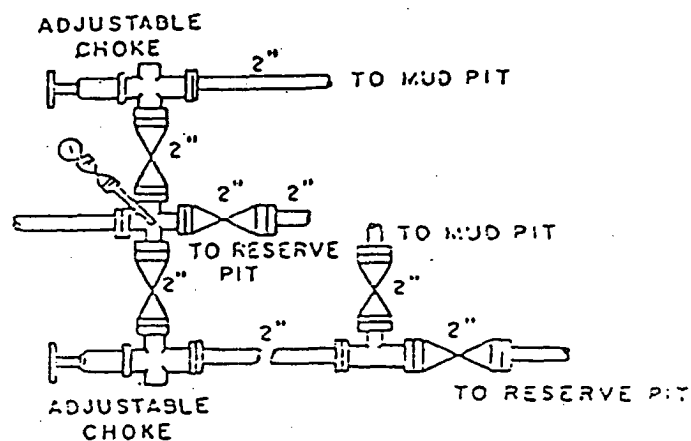 ADJUSTABLE
CHOKE
2"
TO MUD PIT
2"
2"
2"
TO RESERVE
PIT
TO MUD PIT
2"
2"
2"
2"
TO RESERVE PIT
ADJUSTABLE
CHOKE